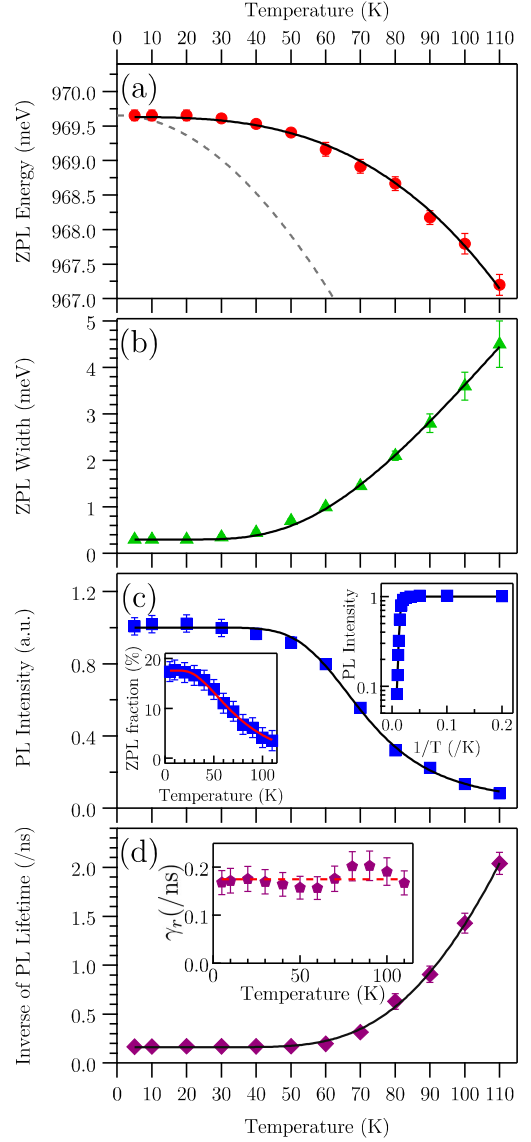 Temperature (K)
0 10 20 30 40 50 60 70 80 90 100 110
(a)
ZPL Energy (meV)
970.0
969.5
969.0
968.5
968.0
967.5
967.0
(b)
ZPL Width (meV)
5
4
3
2
1
0
(c)
PL Intensity (a.u.)
1.2
0.8
0.4
0.0
PL Intensity
1
0.1
0.0 0.1 0.2
1/T (/K)
ZPL fraction (%)
20
10
0
0 50 100
Temperature (K)
(d)
Inverse of PL Lifetime (/ns)
2.0
1.5
1.0
0.5
0.0
γr(/ns)
0.2
0.1
0.0
0 50 100
Temperature (K)
0 10 20 30 40 50 60 70 80 90 100 110
Temperature (K)